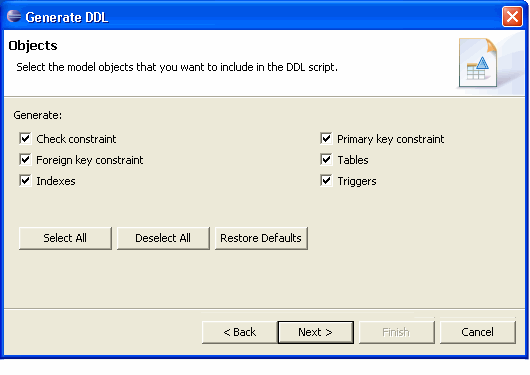 Generate DDL
Objects
Select the model objects that you want to include in the DDL script.
Generate:
Check constraint
Primary key constraint
Foreign key constraint
Tables
Indexes
Triggers
Select All
Deselect All
Restore Defaults
< Back
Next >
Finish
Cancel